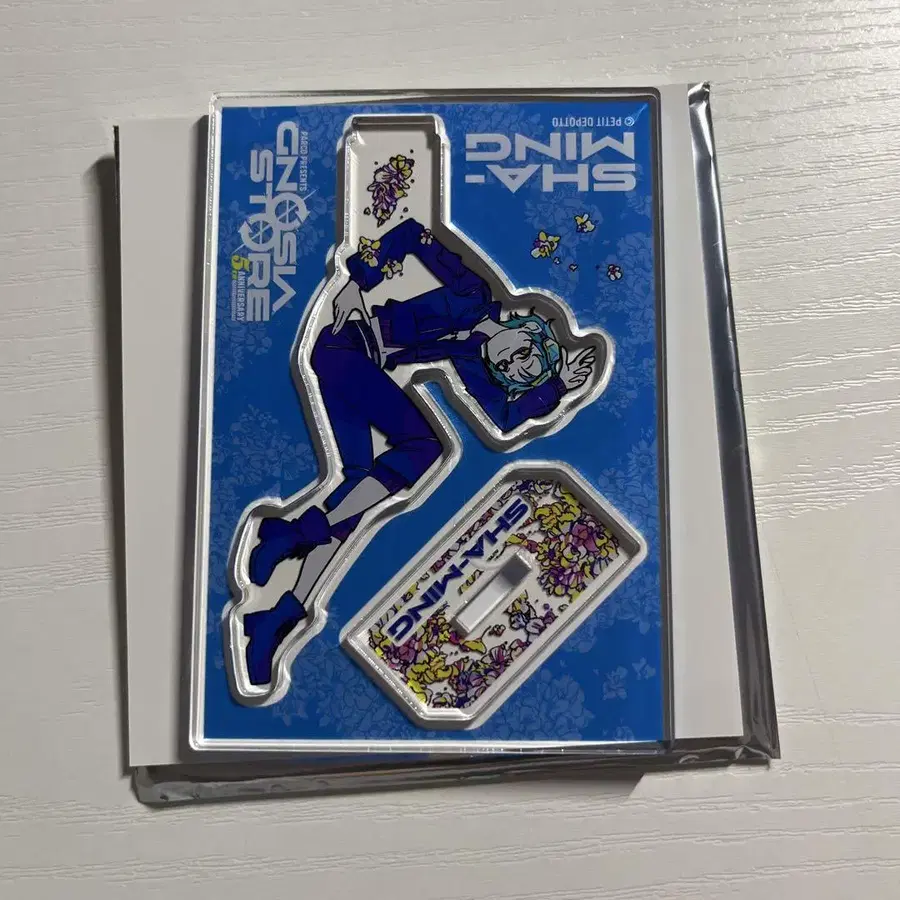 SHA-
MING
© PETIT DEPOTTO
PARCO PRESENTS
GNOSIA
STORE
5th
ANNIVERSARY
SHA-MING